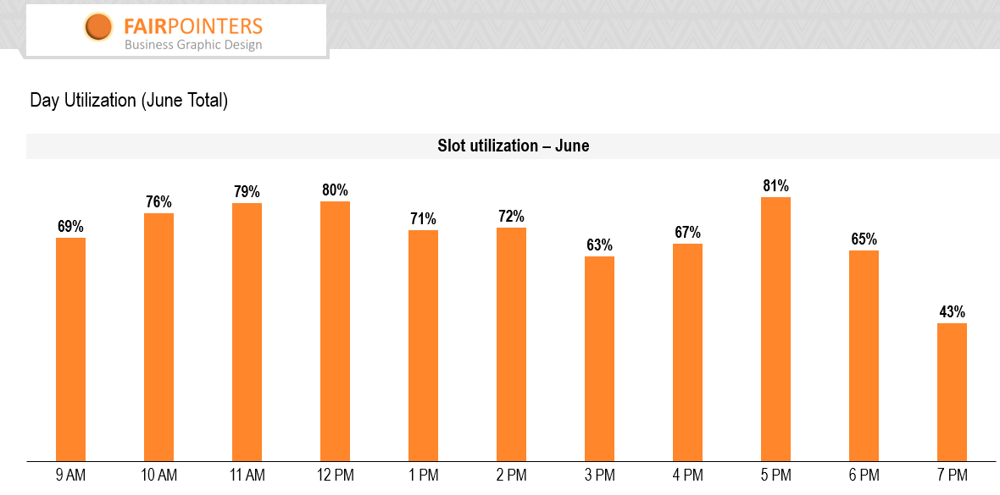 FAIRPOINTERS
Business Graphic Design
Day Utilization (June Total)
Slot utilization – June
69%
76%
79%
80%
71%
72%
63%
67%
81%
65%
43%
9 AM
10 AM
11 AM
12 PM
1 PM
2 PM
3 PM
4 PM
5 PM
6 PM
7 PM